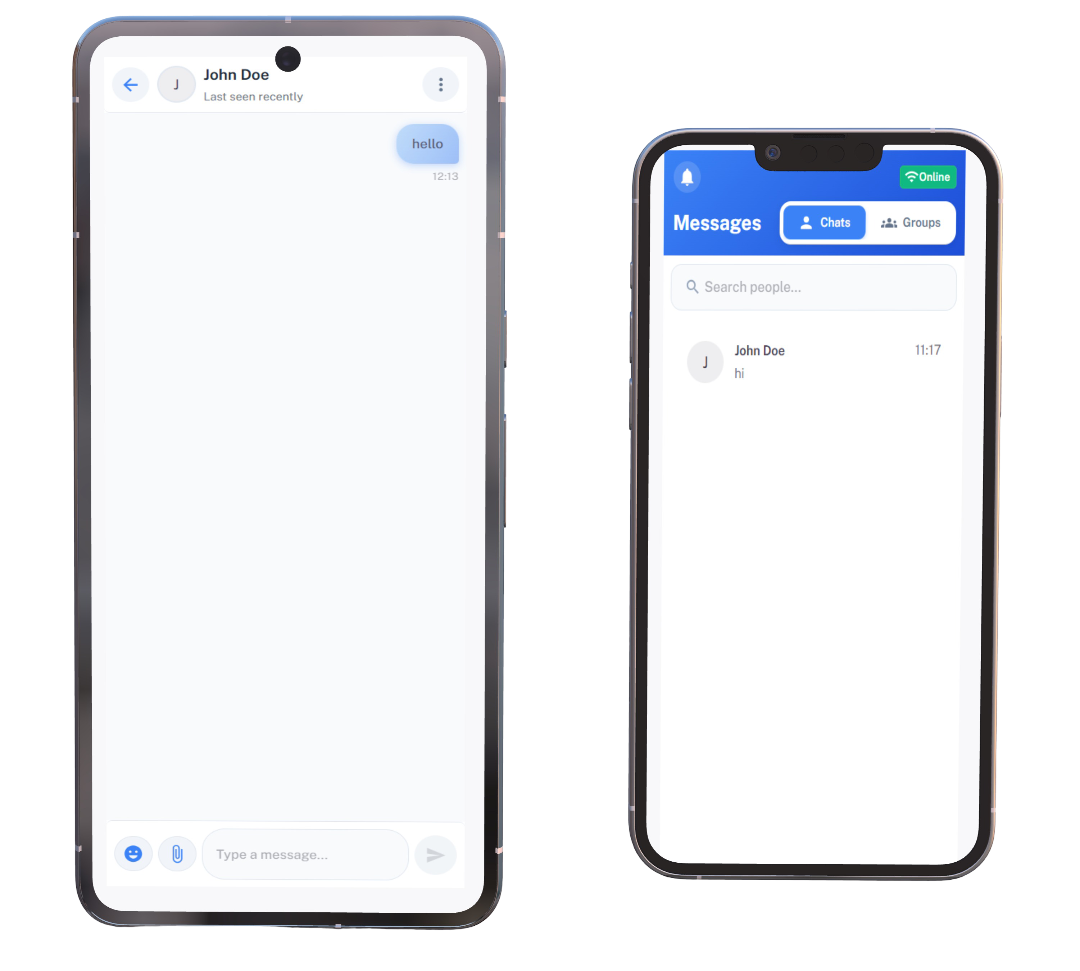 John Doe
J
Last seen recently
hello
12:13
Type a message...
Online
Messages
Chats
Groups
Search people...
John Doe
11:17
J
hi